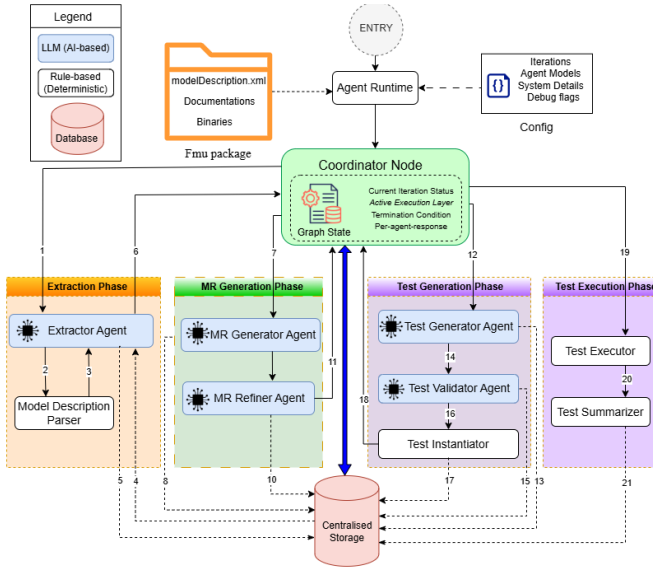 Legend
LLM (AI-based)
Rule-based
(Deterministic)
Database
modelDescription.xml
Documentations
Binaries
Fmu package
ENTRY
Agent Runtime
{}
Iterations
Agent Models
System Details
Debug flags
Config
Coordinator Node
Graph State
Current Iteration Status
Active Execution Layer
Termination Condition
Per-agent-response
1
6
7
12
19
Extraction Phase
Extractor Agent
2
3
Model Description
Parser
MR Generation Phase
MR Generator Agent
MR Refiner Agent
11
Test Generation Phase
Test Generator Agent
14
Test Validator Agent
16
18
Test Instantiator
Test Execution Phase
Test Executor
20
Test Summarizer
5
4
8
10
17
15
13
21
Centralised
Storage